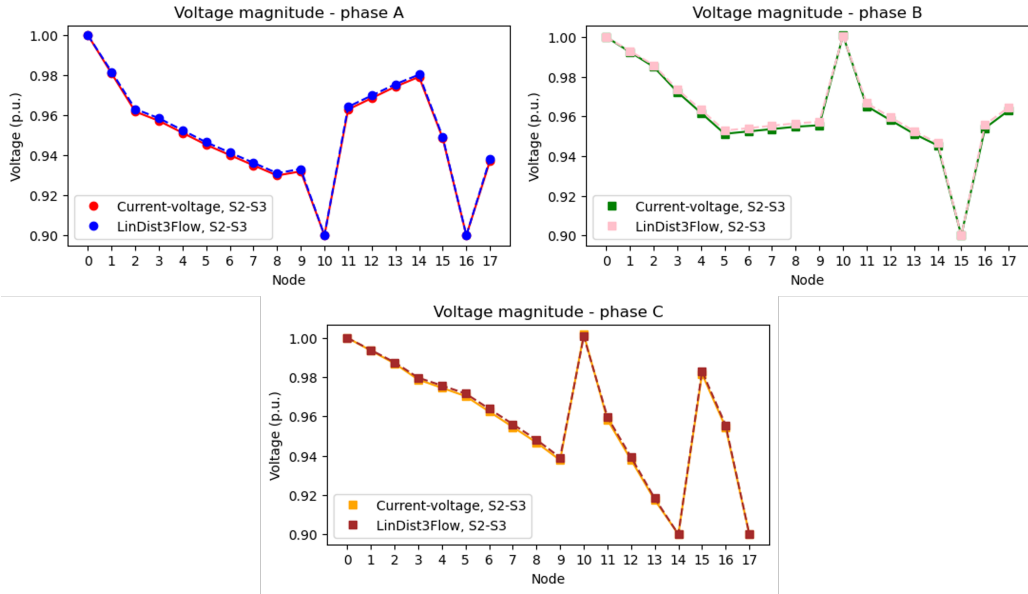 Voltage magnitude - phase A
Voltage (p.u.)
1.00
0.98
0.96
0.94
0.92
0.90
Current-voltage, S2-S3
LinDist3Flow, S2-S3
0 1 2 3 4 5 6 7 8 9 10 11 12 13 14 15 16 17
Node
Voltage magnitude - phase B
Voltage (p.u.)
1.00
0.98
0.96
0.94
0.92
0.90
Current-voltage, S2-S3
LinDist3Flow, S2-S3
0 1 2 3 4 5 6 7 8 9 10 11 12 13 14 15 16 17
Node
Voltage magnitude - phase C
Voltage (p.u.)
1.00
0.98
0.96
0.94
0.92
0.90
Current-voltage, S2-S3
LinDist3Flow, S2-S3
0 1 2 3 4 5 6 7 8 9 10 11 12 13 14 15 16 17
Node